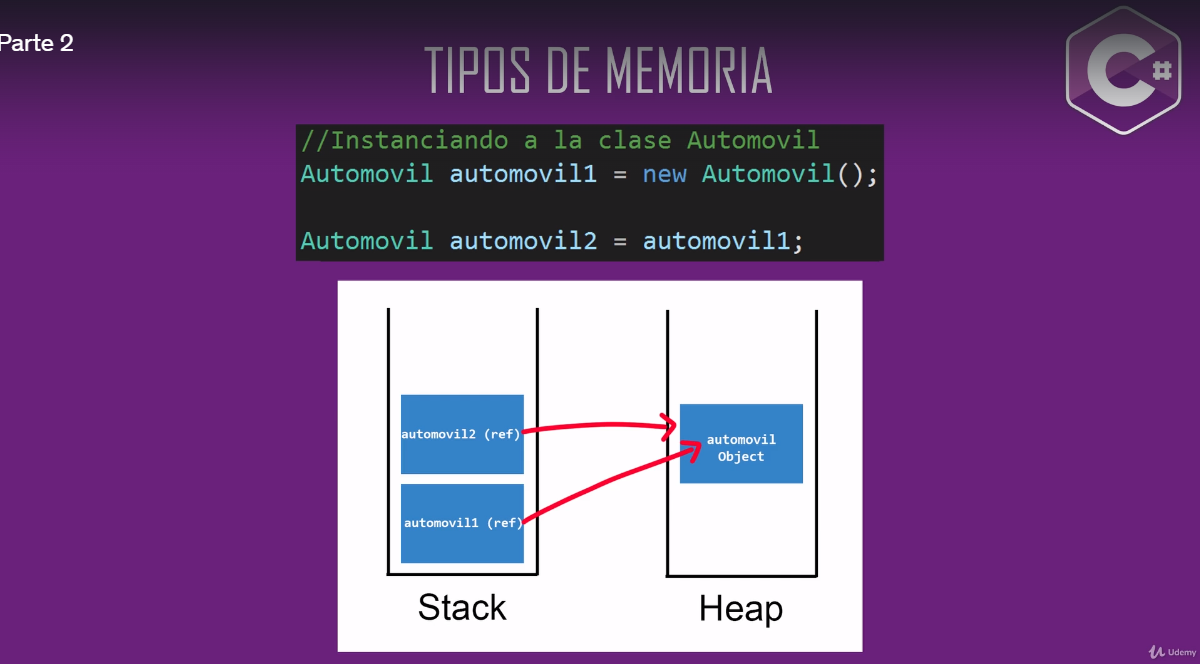 Parte 2
TIPOS DE MEMORIA
C#
//Instanciando a la clase Automovil
Automovil automovil1 = new Automovil();
Automovil automovil2 = automovil1;
automovil2 (ref)
automovil
Object
automovil1 (ref)
Stack
Heap
Udemy